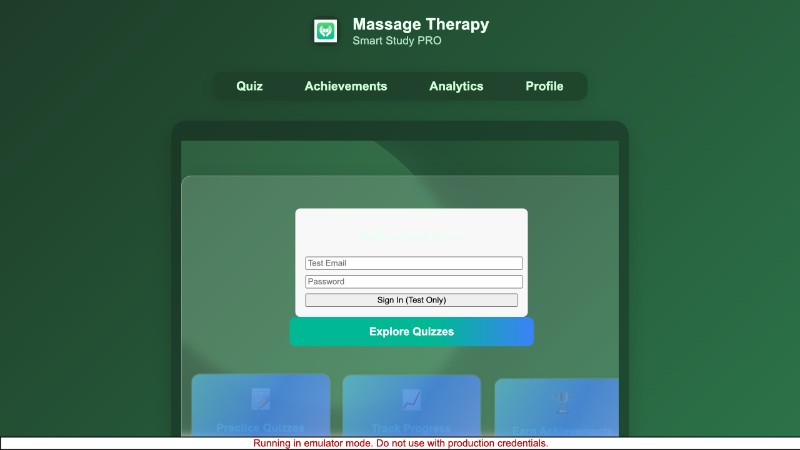 Massage Therapy
Smart Study PRO
Quiz
Achievements
Analytics
Profile
Test Email
Password
Sign In (Test Only)
Explore Quizzes
Practice Quizzes
Track Progress
Earn Achievements
Running in emulator mode. Do not use with production credentials.